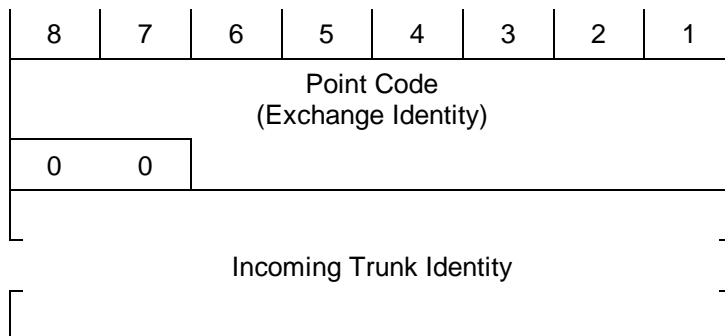 8 7 6 5 4 3 2 1
Point Code
(Exchange Identity)
0 0
Incoming Trunk Identity